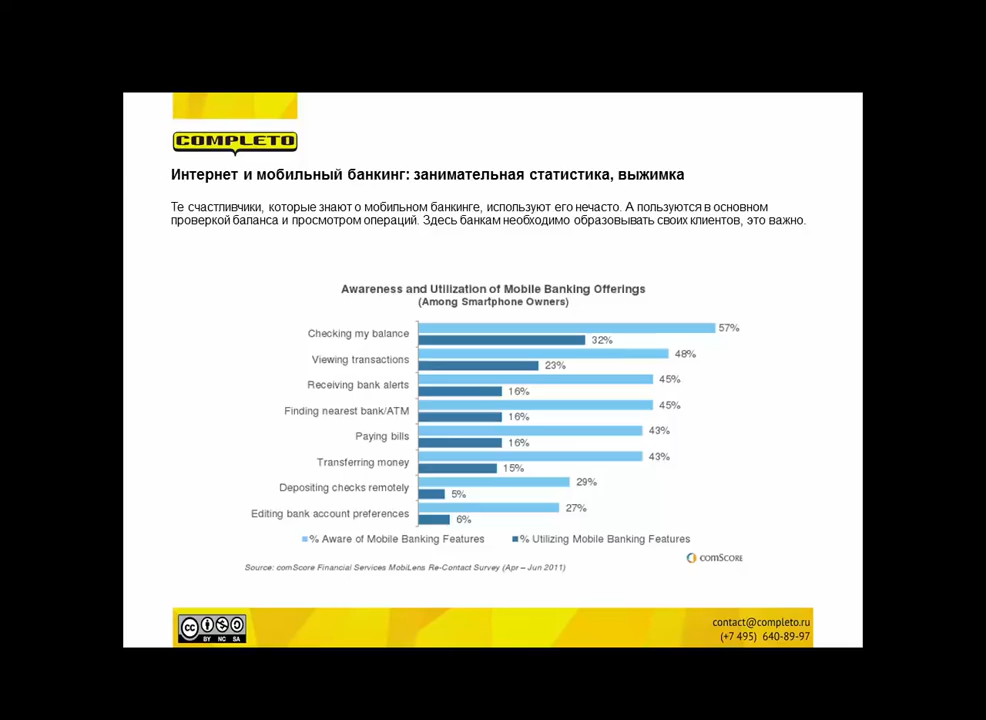 COMPLETO
Интернет и мобильный банкинг: занимательная статистика, выжимка
Те счастливчики, которые знают о мобильном банкинге, используют его нечасто. А пользуются в основном
проверкой баланса и просмотром операций. Здесь банкам необходимо образовывать своих клиентов, это важно.
Awareness and Utilization of Mobile Banking Offerings
(Among Smartphone Owners)
Checking my balance 57%
32%
Viewing transactions 48%
23%
Receiving bank alerts 45%
16%
Finding nearest bank/ATM 45%
16%
Paying bills 43%
16%
Transferring money 43%
15%
Depositing checks remotely 29%
5%
Editing bank account preferences 27%
6%
% Aware of Mobile Banking Features % Utilizing Mobile Banking Features
comSCORE
Source: comScore Financial Services MobiLens Re-Contact Survey (Apr – Jun 2011)
cc BY NC SA
contact@completo.ru
(+7 495) 640-89-97